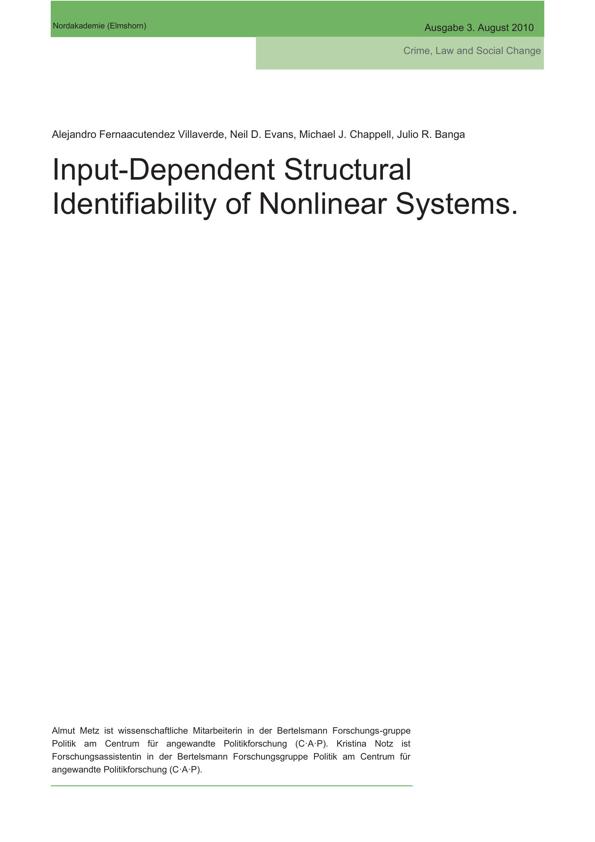 Nordakademie (Elmshorn)
Ausgabe 3. August 2010
Crime, Law and Social Change
Alejandro Fernaacutendez Villaverde, Neil D. Evans, Michael J. Chappell, Julio R. Banga
Input-Dependent Structural
Identifiability of Nonlinear Systems.
Almut Metz ist wissenschaftliche Mitarbeiterin in der Bertelsmann Forschungs-gruppe
Politik am Centrum für angewandte Politikforschung (C·A·P). Kristina Notz ist
Forschungsassistentin in der Bertelsmann Forschungsgruppe Politik am Centrum für
angewandte Politikforschung (C·A·P).